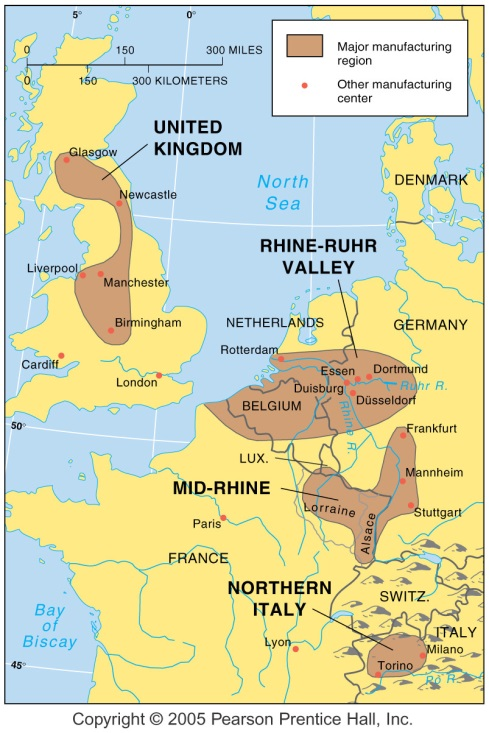 5°
0°
0 150 300 MILES
0 150 300 KILOMETERS
Major manufacturing
region
Other manufacturing
center
UNITED
KINGDOM
Glasgow
Newcastle
North
Sea
DENMARK
RHINE-RUHR
VALLEY
Liverpool
Manchester
Birmingham
NETHERLANDS
GERMANY
Rotterdam
Cardiff
London
Essen
Dortmund
Duisburg
Ruhr R.
Düsseldorf
BELGIUM
Rhine R.
50°
Frankfurt
LUX.
Mannheim
MID-RHINE
Lorraine
Stuttgart
Paris
Alsace
FRANCE
NORTHERN
ITALY
SWITZ.
Bay
of
Biscay
ITALY
Lyon
Milano
Torino
45°
Po R.
Copyright © 2005 Pearson Prentice Hall, Inc.